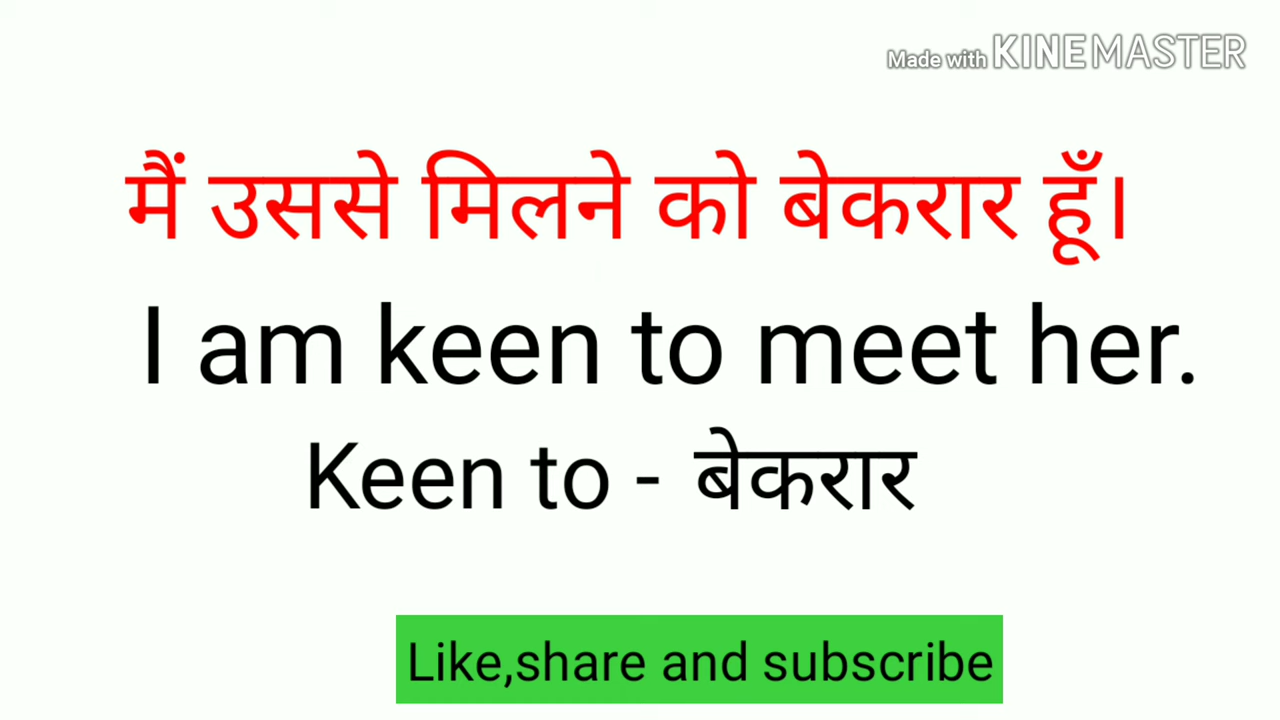 Made with KINEMASTER
मैं उससे मिलने को बेकरार हूँ।
I am keen to meet her.
Keen to - बेकरार
Like,share and subscribe